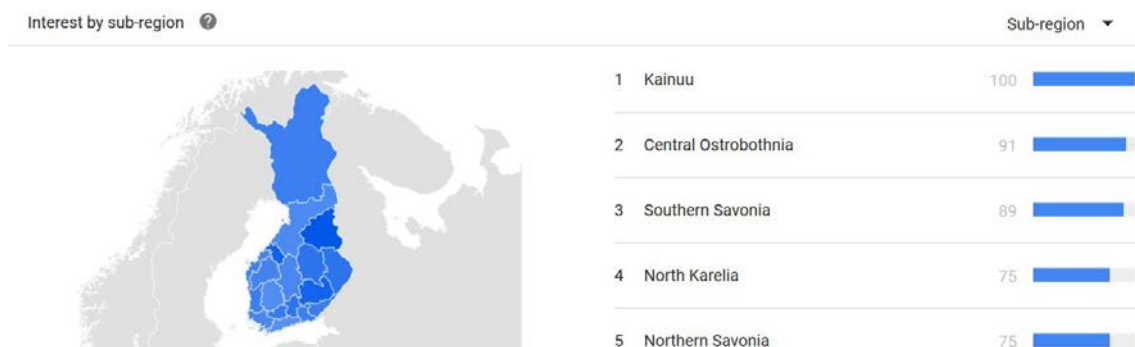 Interest by sub-region ?
Sub-region
1 Kainuu 100
2 Central Ostrobothnia 91
3 Southern Savonia 89
4 North Karelia 75
5 Northern Savonia 75